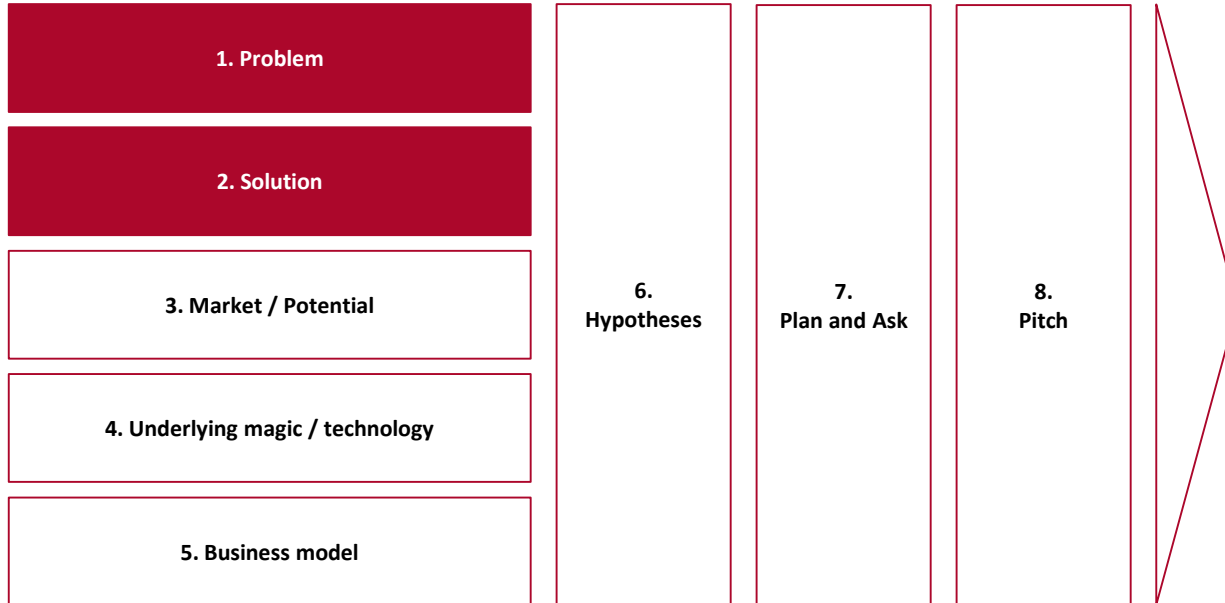 1. Problem
2. Solution
3. Market / Potential
4. Underlying magic / technology
5. Business model
6.
Hypotheses
7.
Plan and Ask
8.
Pitch